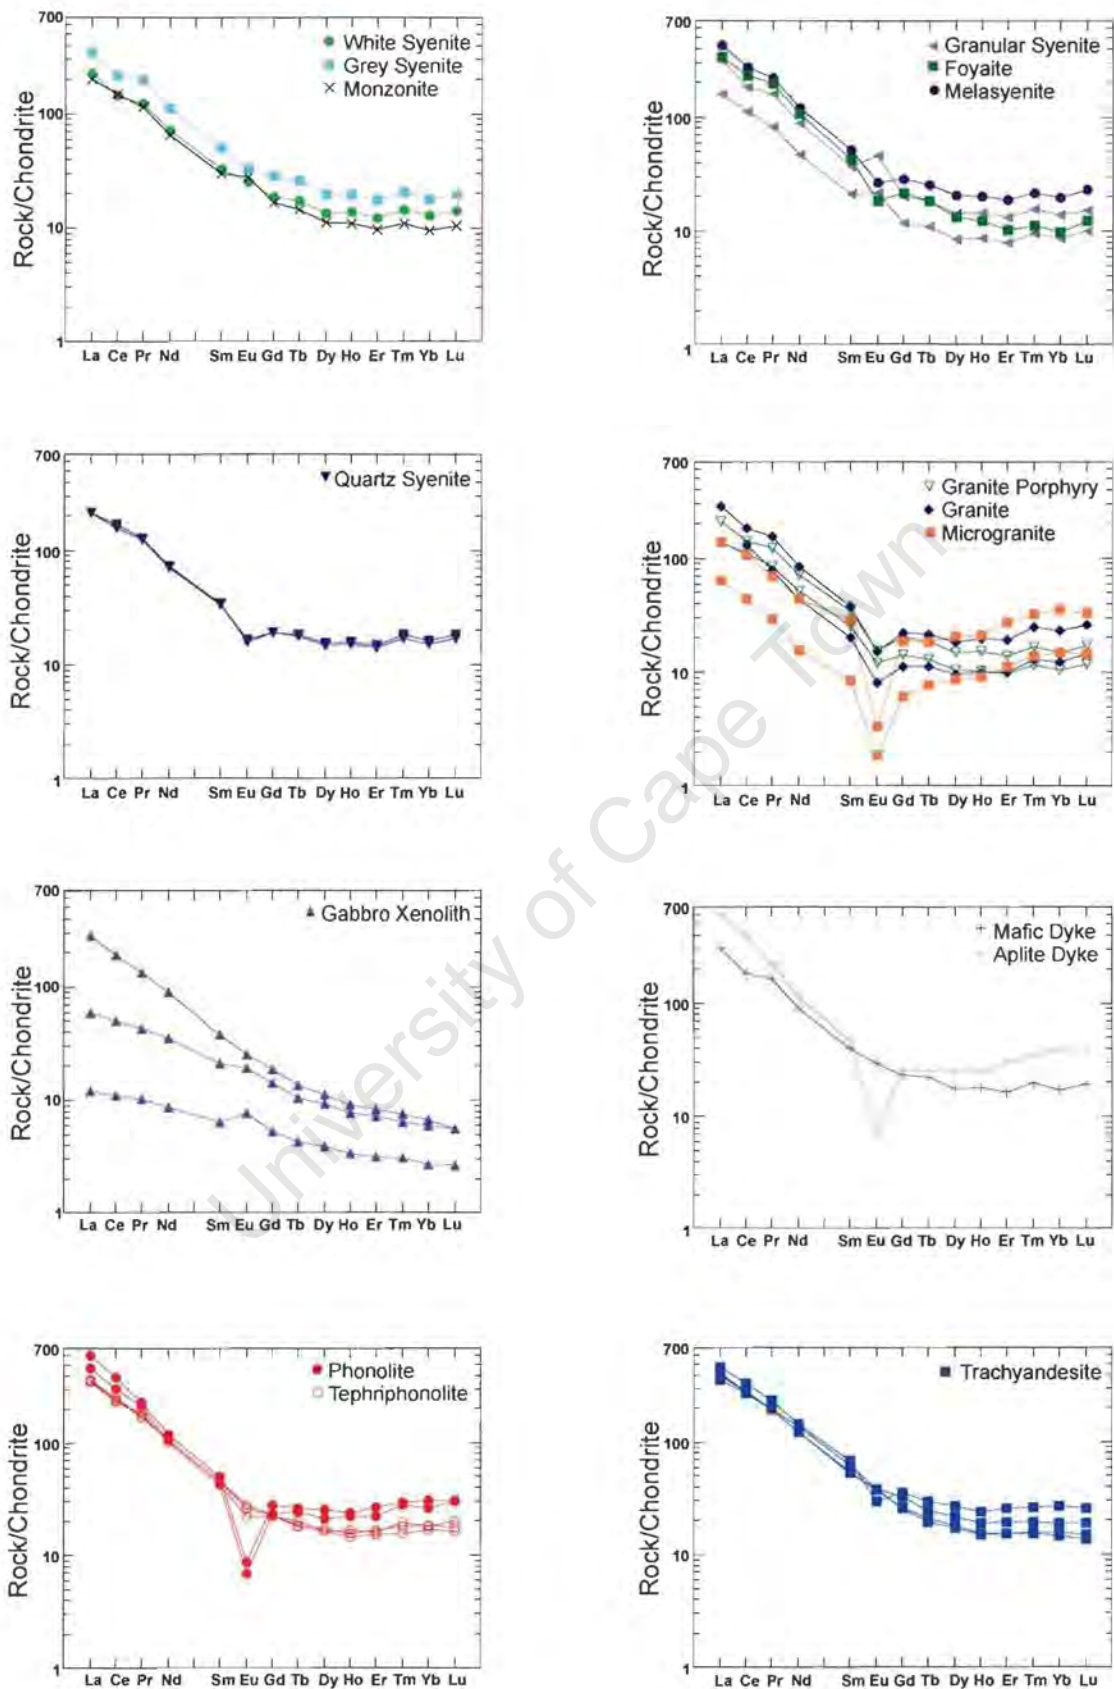 700
White Syenite
Grey Syenite
Monzonite
100
Rock/Chondrite
10
1
La Ce Pr Nd Sm Eu Gd Tb Dy Ho Er Tm Yb Lu
700
Granular Syenite
Foyaite
Melasyenite
100
Rock/Chondrite
10
1
La Ce Pr Nd Sm Eu Gd Tb Dy Ho Er Tm Yb Lu
700
Quartz Syenite
100
Rock/Chondrite
10
1
La Ce Pr Nd Sm Eu Gd Tb Dy Ho Er Tm Yb Lu
700
Granite Porphyry
Granite
Microgranite
100
Rock/Chondrite
10
1
La Ce Pr Nd Sm Eu Gd Tb Dy Ho Er Tm Yb Lu
700
Gabbro Xenolith
100
Rock/Chondrite
10
1
La Ce Pr Nd Sm Eu Gd Tb Dy Ho Er Tm Yb Lu
700
Mafic Dyke
Aplite Dyke
100
Rock/Chondrite
10
1
La Ce Pr Nd Sm Eu Gd Tb Dy Ho Er Tm Yb Lu
700
Phonolite
Tephriphonolite
100
Rock/Chondrite
10
1
La Ce Pr Nd Sm Eu Gd Tb Dy Ho Er Tm Yb Lu
700
Trachyandesite
100
Rock/Chondrite
10
1
La Ce Pr Nd Sm Eu Gd Tb Dy Ho Er Tm Yb Lu
University of Cape Town